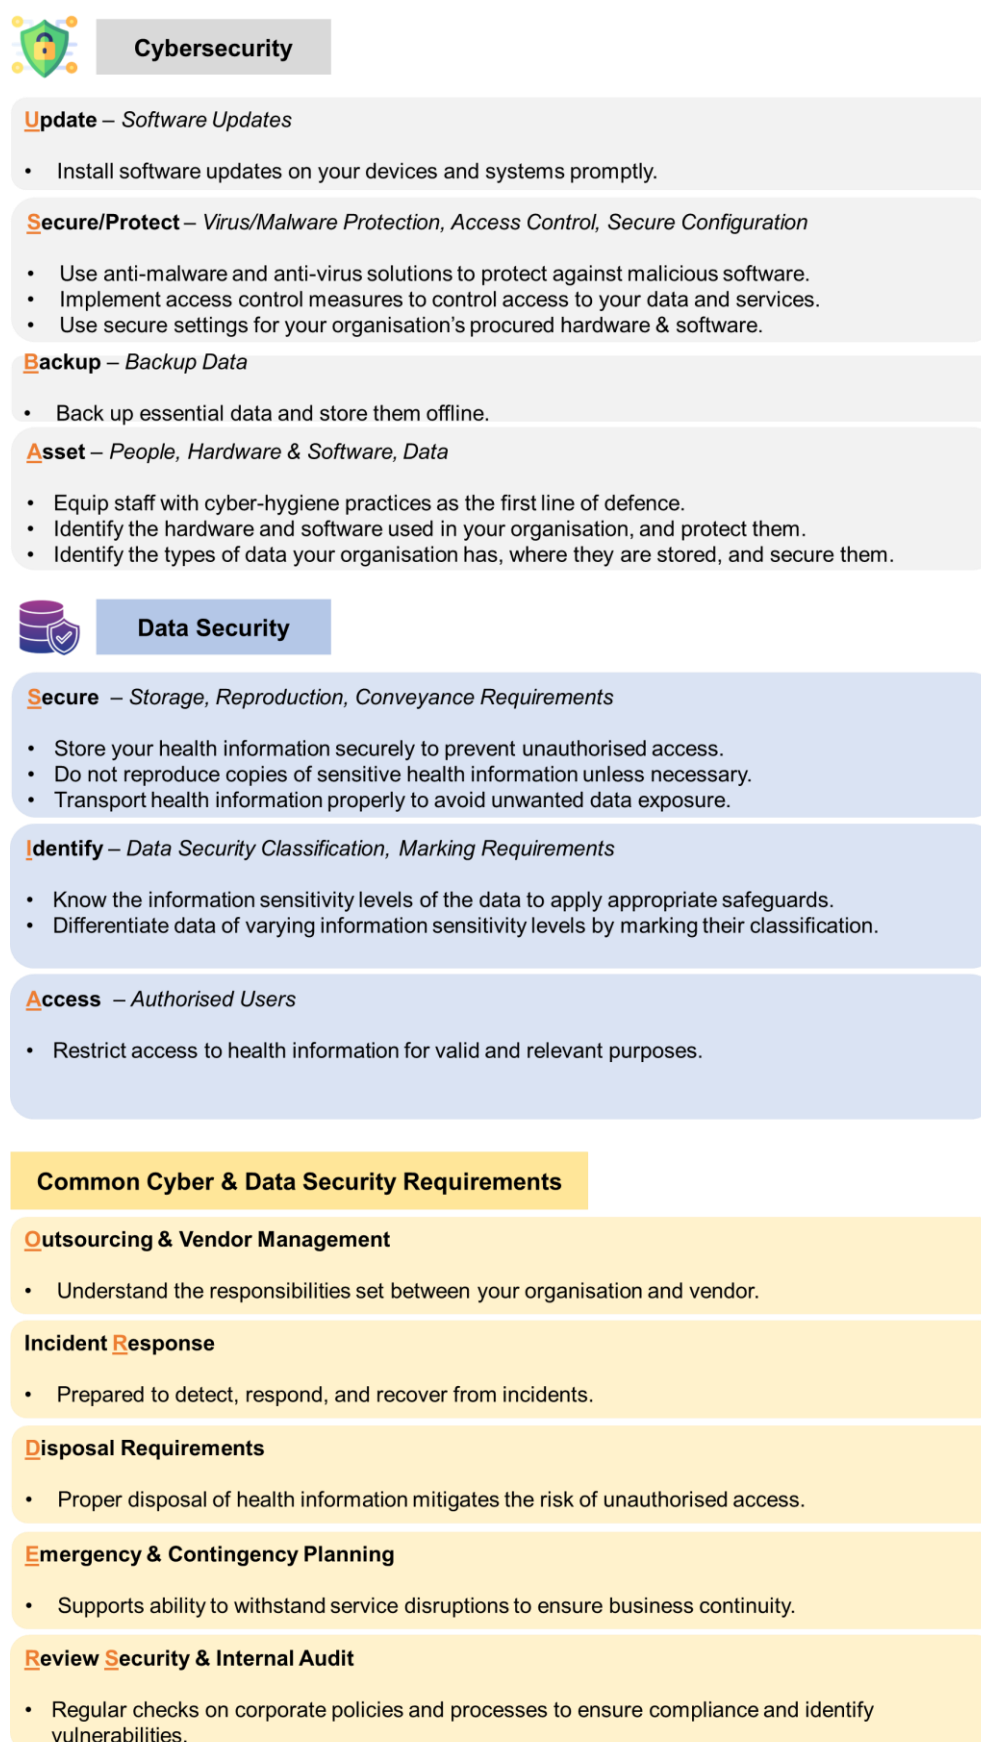 Cybersecurity
Update – Software Updates
• Install software updates on your devices and systems promptly.
Secure/Protect – Virus/Malware Protection, Access Control, Secure Configuration
• Use anti-malware and anti-virus solutions to protect against malicious software.
• Implement access control measures to control access to your data and services.
• Use secure settings for your organisation's procured hardware & software.
Backup – Backup Data
• Back up essential data and store them offline.
Asset – People, Hardware & Software, Data
• Equip staff with cyber-hygiene practices as the first line of defence.
• Identify the hardware and software used in your organisation, and protect them.
• Identify the types of data your organisation has, where they are stored, and secure them.
Data Security
Secure – Storage, Reproduction, Conveyance Requirements
• Store your health information securely to prevent unauthorised access.
• Do not reproduce copies of sensitive health information unless necessary.
• Transport health information properly to avoid unwanted data exposure.
Identify – Data Security Classification, Marking Requirements
• Know the information sensitivity levels of the data to apply appropriate safeguards.
• Differentiate data of varying information sensitivity levels by marking their classification.
Access – Authorised Users
• Restrict access to health information for valid and relevant purposes.
Common Cyber & Data Security Requirements
Outsourcing & Vendor Management
• Understand the responsibilities set between your organisation and vendor.
Incident Response
• Prepared to detect, respond, and recover from incidents.
Disposal Requirements
• Proper disposal of health information mitigates the risk of unauthorised access.
Emergency & Contingency Planning
• Supports ability to withstand service disruptions to ensure business continuity.
Review Security & Internal Audit
• Regular checks on corporate policies and processes to ensure compliance and identify
vulnerabilities.